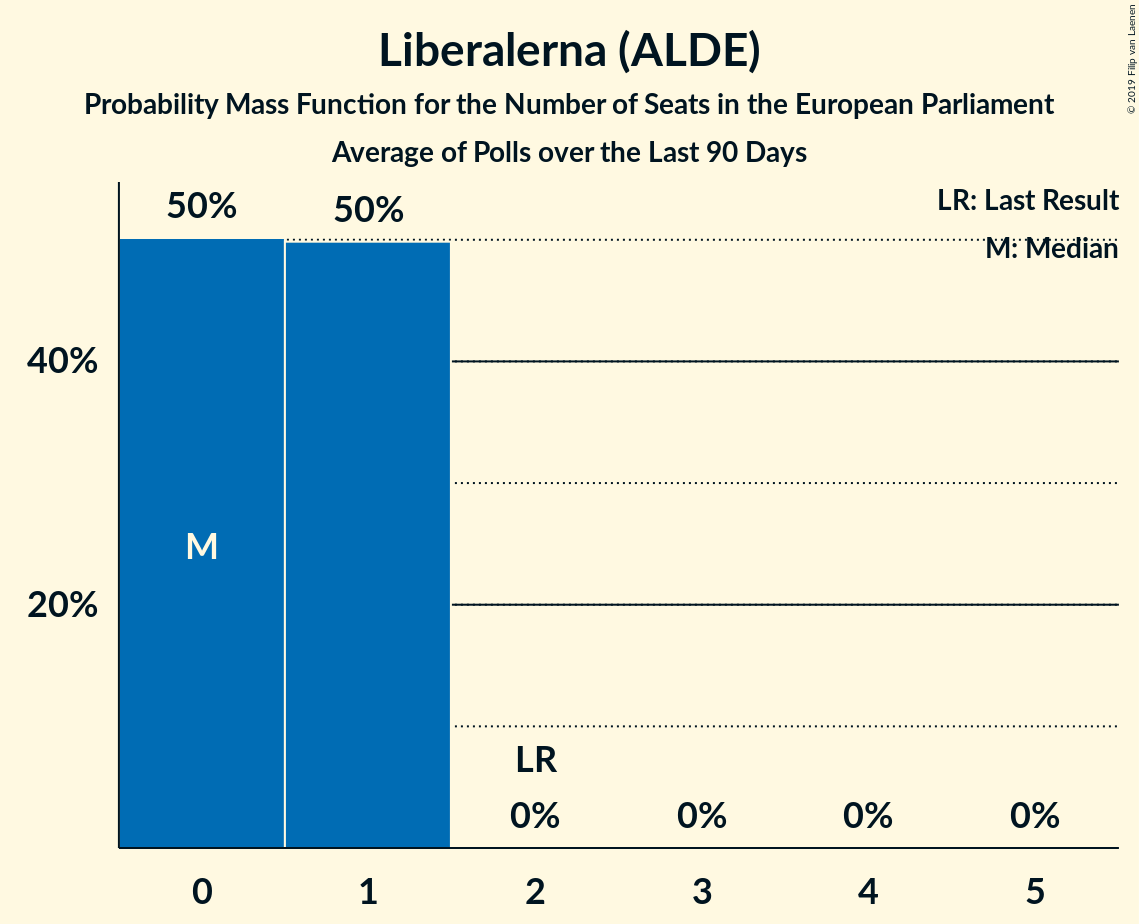 Liberalerna (ALDE)
Probability Mass Function for the Number of Seats in the European Parliament
Average of Polls over the Last 90 Days
© 2019 Filip van Laenen
LR: Last Result
M: Median
50%
50%
40%
M
20%
LR
0%
0%
0%
0%
0
1
2
3
4
5